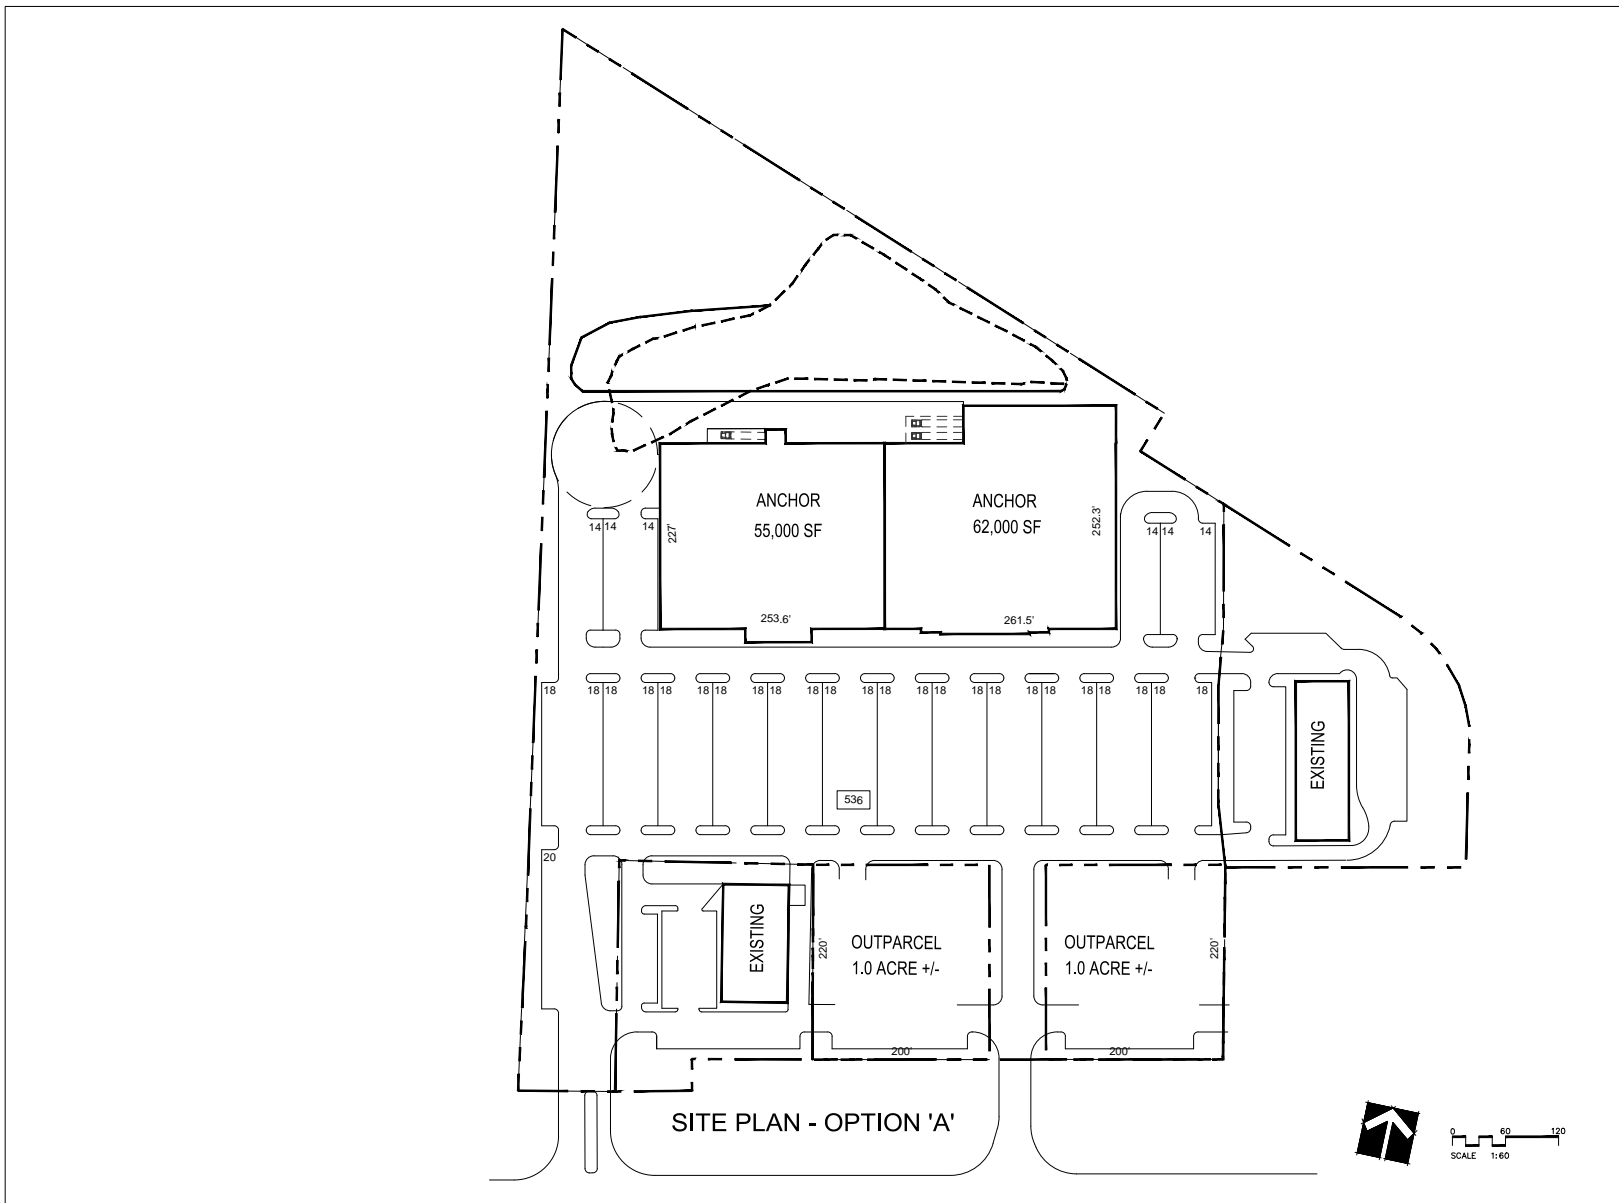 ANCHOR
55,000 SF
227'
253.6'
ANCHOR
62,000 SF
252.3'
261.5'
14 14 14 14 14 14
18 18 18 18 18 18 18 18 18 18 18 18 18 18 18 18 18 18 18 18 18 18 18 18
536
EXISTING
20
EXISTING
220'
OUTPARCEL
1.0 ACRE +/-
200'
OUTPARCEL
1.0 ACRE +/-
220'
200'
SITE PLAN - OPTION 'A'
0 60 120
SCALE 1:60